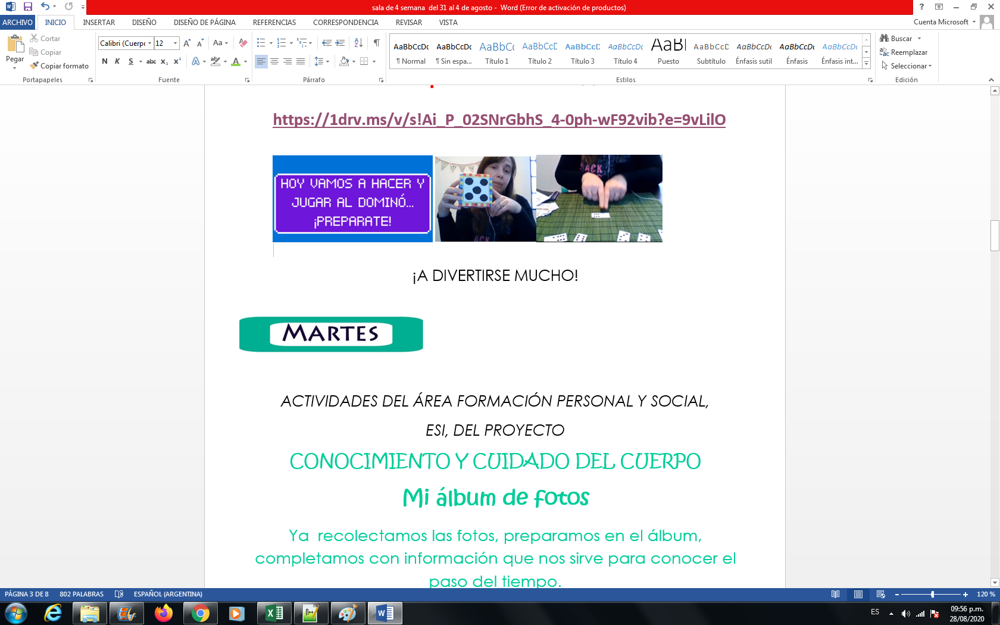 sala de 4 semana  del 31 al 4 de agosto -  Word (Error de activación de productos)
ARCHIVO
INICIO
INSERTAR
DISEÑO
DISEÑO DE PÁGINA
REFERENCIAS
CORRESPONDENCIA
REVISAR
VISTA
Cuenta Microsoft
Pegar
Cortar
Copiar
Copiar formato
Portapapeles
Calibri (Cuerpo
12
Fuente
Párrafo
AaBbCcDc
AaBbCcDc
AaBbCc
AaBbCcD
AaBbCcD
AaBbCcDc
AaBl
AaBbCcD
AaBbCcDc
AaBbCcDc
AaBbCcDc
¶ Normal
¶ Sin espa...
Título 1
Título 2
Título 3
Título 4
Puesto
Subtítulo
Énfasis sutil
Énfasis
Énfasis int...
Estilos
Buscar
Reemplazar
Seleccionar
Edición
https://1drv.ms/v/s!Ai_P_02SNrGbhS_4-0ph-wF92vib?e=9vLilO
HOY VAMOS A HACER Y
JUGAR AL DOMINÓ...
¡PREPARATE!
ACK
ACK
¡A DIVERTIRSE MUCHO!
MARTES
ACTIVIDADES DEL ÁREA FORMACIÓN PERSONAL Y SOCIAL,
ESI, DEL PROYECTO
CONOCIMIENTO Y CUIDADO DEL CUERPO
Mi álbum de fotos
Ya  recolectamos las fotos, preparamos en el álbum,
completamos con información que nos sirve para conocer el
paso del tiempo.
PÁGINA 3 DE 8
802 PALABRAS
ESPAÑOL (ARGENTINA)
120 %
ES
09:56 p.m.
28/08/2020